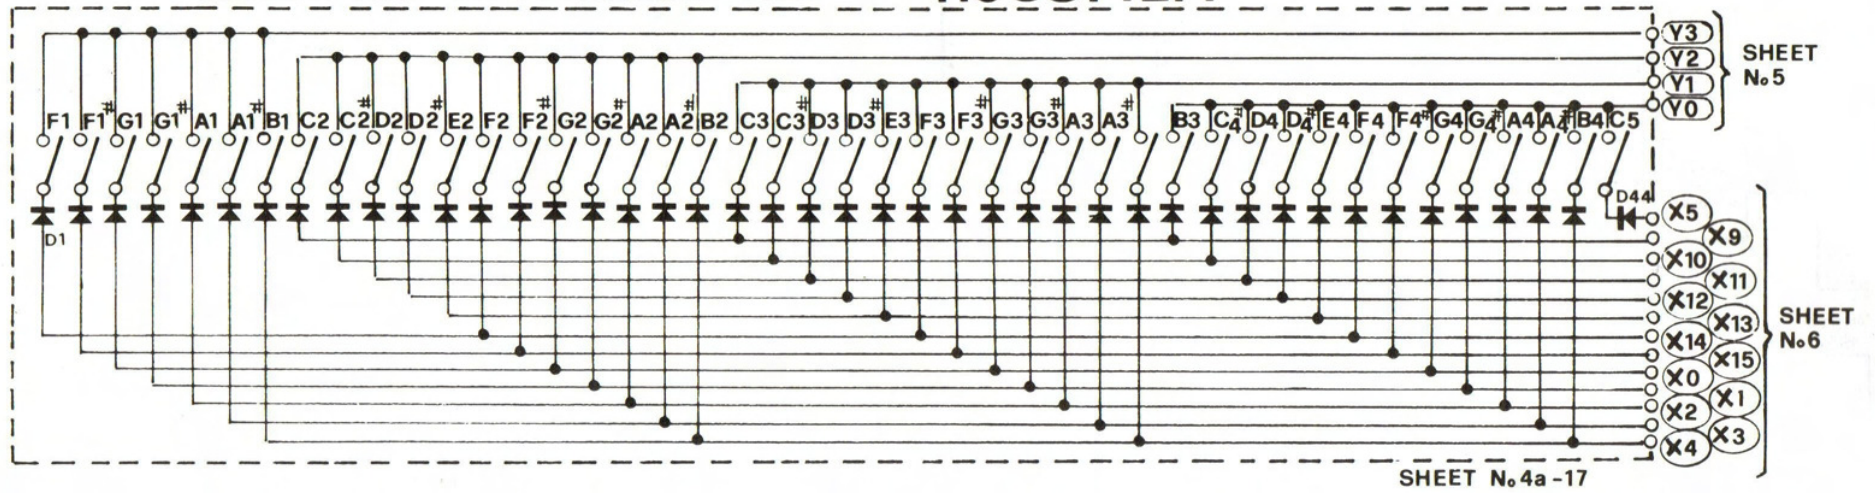 Y3
Y2
Y1
Y0
SHEET
No5
F1 F1# G1 G1# A1 A1# B1 C2 C2# D2 D2# E2 F2 F2# G2 G2# A2 A2# B2 C3 C3# D3 D3# E3 F3 F3# G3 G3# A3 A3# B3 C4# D4 D4# E4 F4 F4# G4 G4# A4 A4# B4 C5
D1
D44
X5
X9
X10
X11
X12
X13
X14
X15
X0
X1
X2
X3
X4
SHEET
No6
SHEET No4a-17